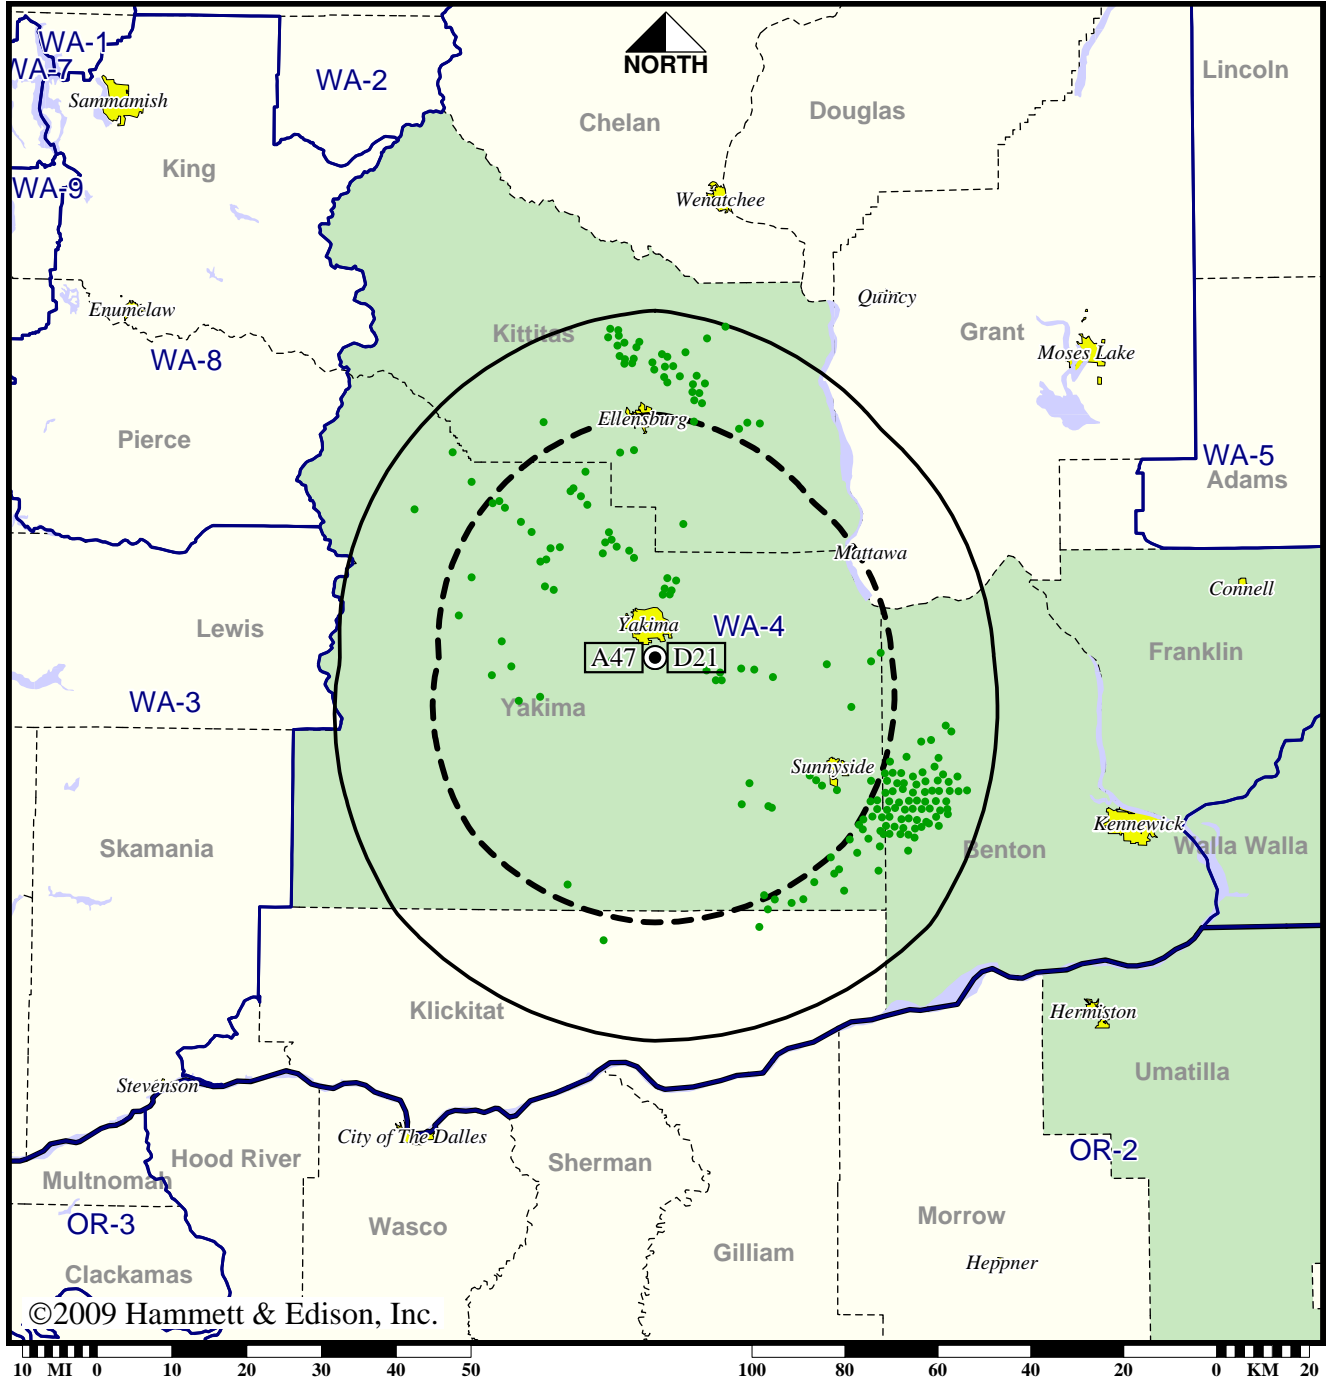 WA-1
WA-7
Sammamish
WA-2
NORTH
Chelan
Douglas
Lincoln
King
WA-9
Wenatchee
Enumclaw
WA-8
Kittitas
Quincy
Grant
Moses Lake
Pierce
Ellensburg
WA-5
Adams
Mattawa
Connell
Lewis
Yakima
WA-4
A47
D21
Franklin
WA-3
Yakima
Sunnyside
Kennewick
Skamania
Benton
Walla Walla
Klickitat
Hermiston
Umatilla
Stevenson
City of The Dalles
Hood River
Sherman
OR-2
Multnomah
OR-3
Wasco
Morrow
Gilliam
Heppner
Clackamas
©2009 Hammett & Edison, Inc.
10 MI 0 10 20 30 40 50
100 80 60 40 20 0 KM 20